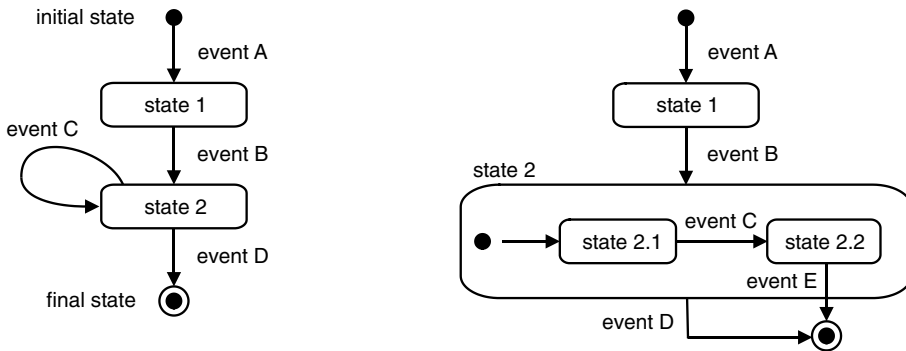 initial state
event A
state 1
event C
event B
state 2
event D
final state
event A
state 1
event B
state 2
event C
state 2.1
state 2.2
event E
event D